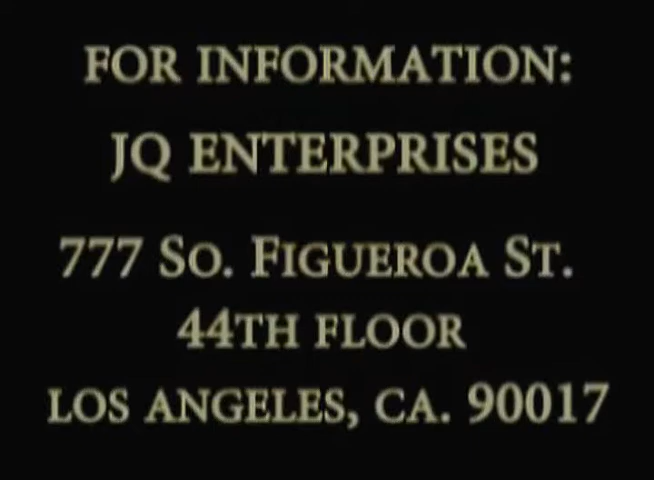 FOR INFORMATION:
JQ ENTERPRISES
777 So. FIGUEROA ST.
44TH FLOOR
LOS ANGELES, CA. 90017